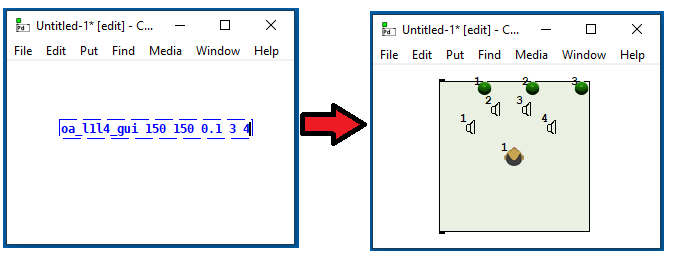 Untitled-1* [edit] - C...
File Edit Put Find Media Window Help
oa_l1l4_gui 150 150 0.1 3 4
Untitled-1* [edit] - C...
File Edit Put Find Media Window Help
1 2 3
2 3
1 4
1